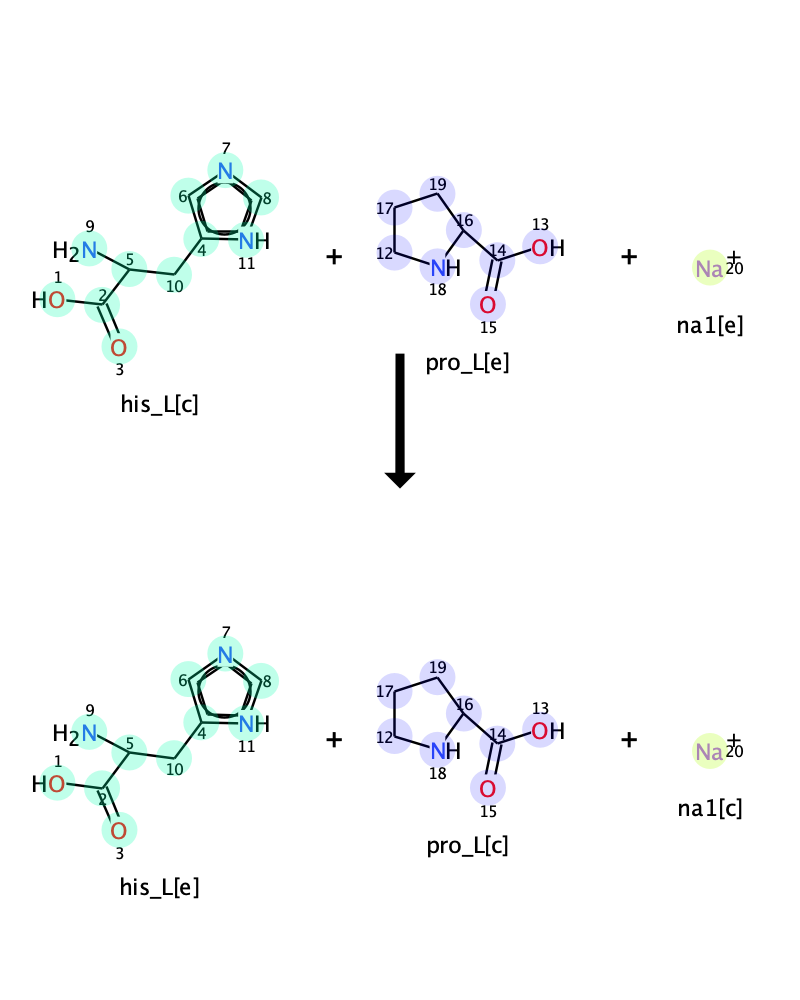 7
6
N
8
9
H₂N
5
4
NH
11
1
HO
2
10
O
3
his_L[c]
+
19
17
16
13
12
14
OH
NH
18
O
15
pro_L[e]
+
Na⁺
20
na1[e]
7
6
N
8
9
H₂N
5
4
NH
11
1
HO
2
10
O
3
his_L[e]
+
19
17
16
13
12
14
OH
NH
18
O
15
pro_L[c]
+
Na⁺
20
na1[c]